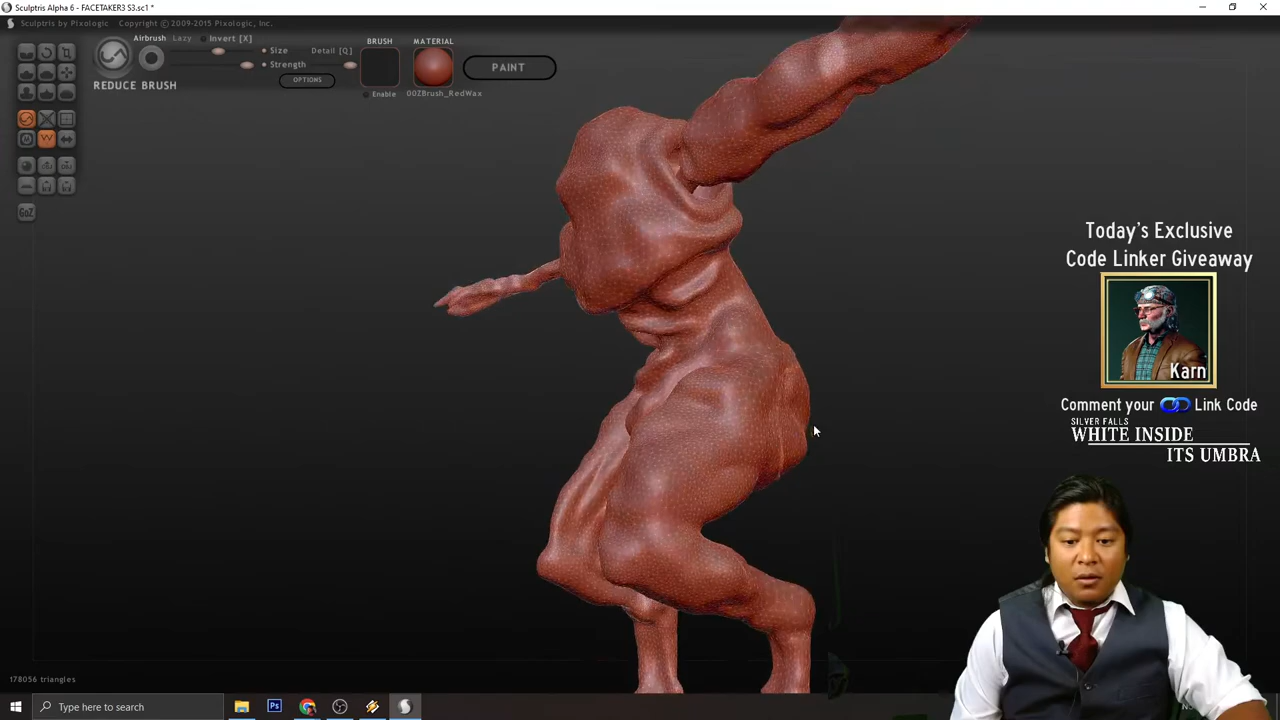 Sculptris Alpha 6 - FACETAKER3 S3.sc1 *
Sculptris by Pixologic Copyright (c) 2009-2015 Pixologic, Inc.
Airbrush Lazy Invert [X]
Size Detail [Q]
Strength
REDUCE BRUSH
OPTIONS
BRUSH
Enable
MATERIAL
00ZBrush_RedWax
PAINT
GoZ
Today's Exclusive
Code Linker Giveaway
Karn
Comment your Link Code
SILVER FALLS
WHITE INSIDE
ITS UMBRA
178056 triangles
Type here to search
Ps